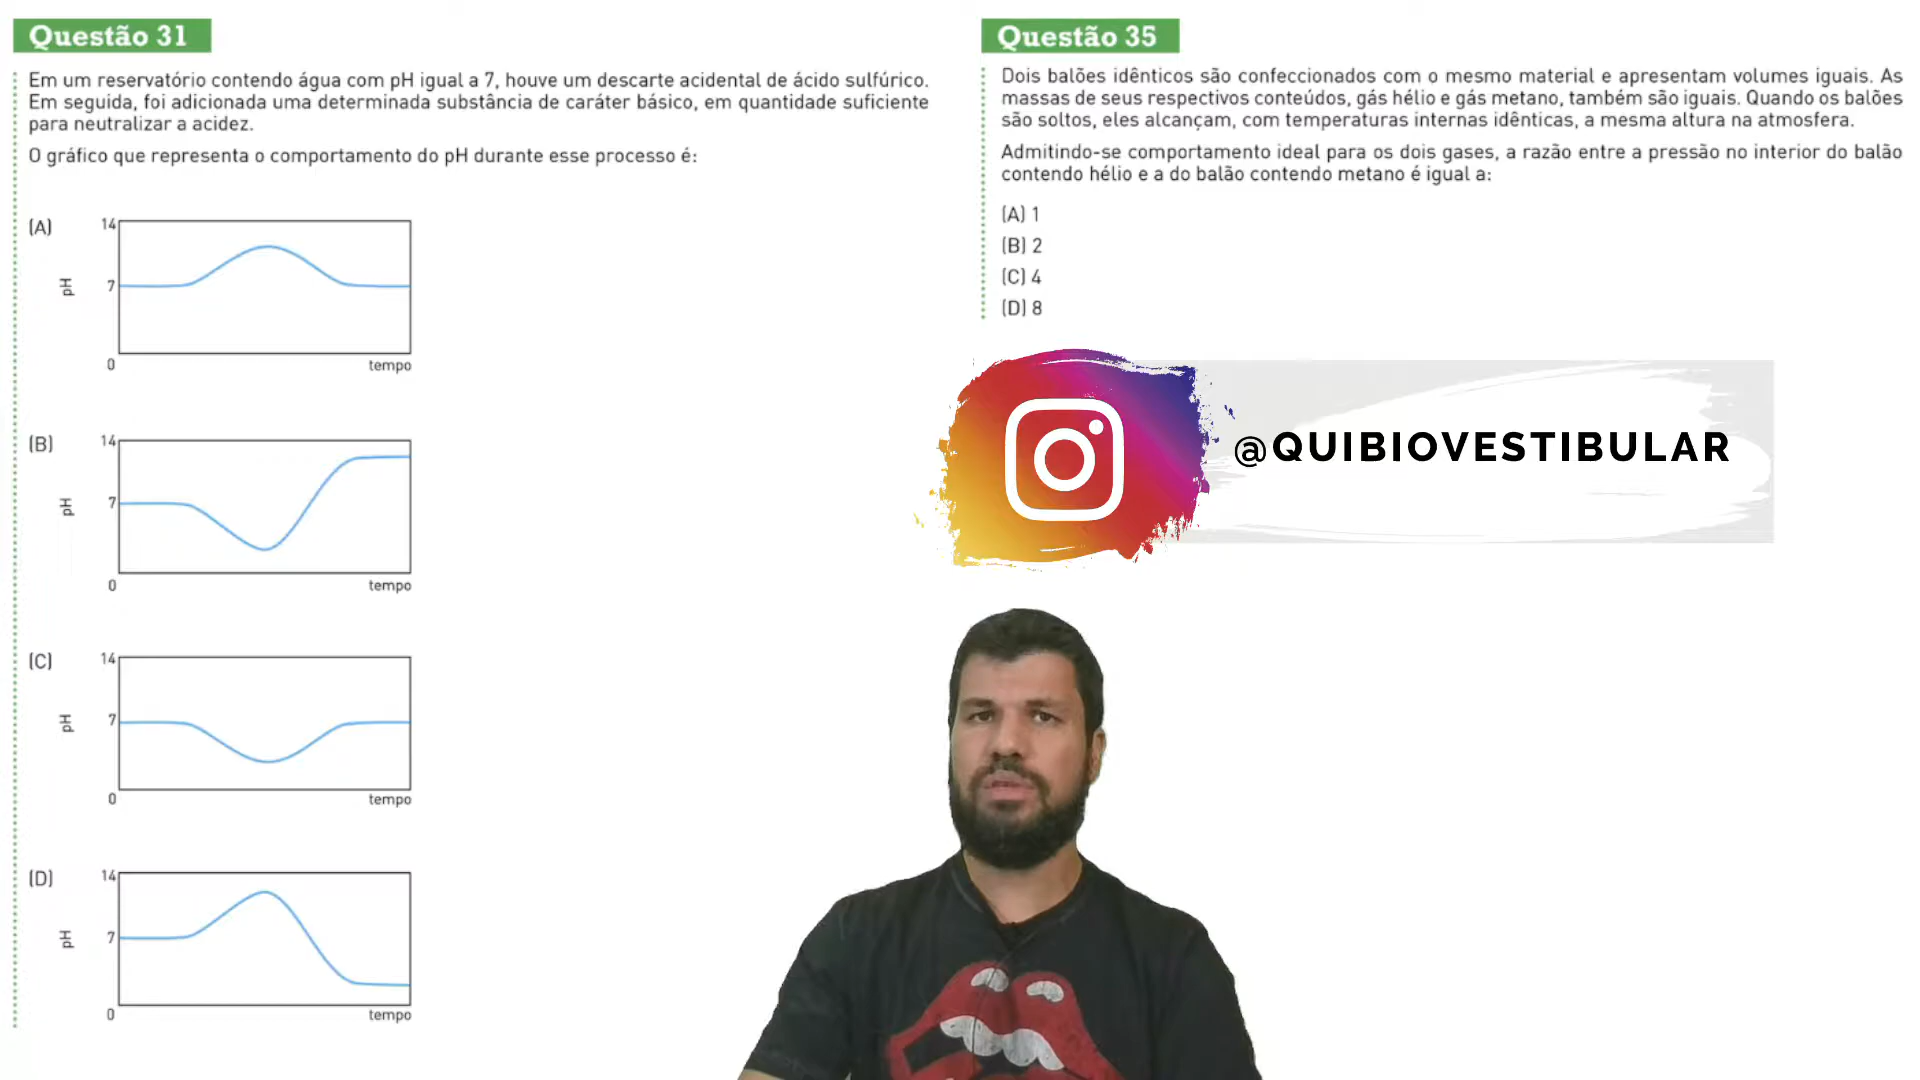 Questão 31
Em um reservatório contendo água com pH igual a 7, houve um descarte acidental de ácido sulfúrico.
Em seguida, foi adicionada uma determinada substância de caráter básico, em quantidade suficiente
para neutralizar a acidez.
O gráfico que representa o comportamento do pH durante esse processo é:
(A)
14
pH
7
0
tempo
(B)
14
pH
7
0
tempo
(C)
14
pH
7
0
tempo
(D)
14
pH
7
0
tempo
Questão 35
Dois balões idênticos são confeccionados com o mesmo material e apresentam volumes iguais. As
massas de seus respectivos conteúdos, gás hélio e gás metano, também são iguais. Quando os balões
são soltos, eles alcançam, com temperaturas internas idênticas, a mesma altura na atmosfera.
Admitindo-se comportamento ideal para os dois gases, a razão entre a pressão no interior do balão
contendo hélio e a do balão contendo metano é igual a:
(A) 1
(B) 2
(C) 4
(D) 8
@QUIBIOVESTIBULAR